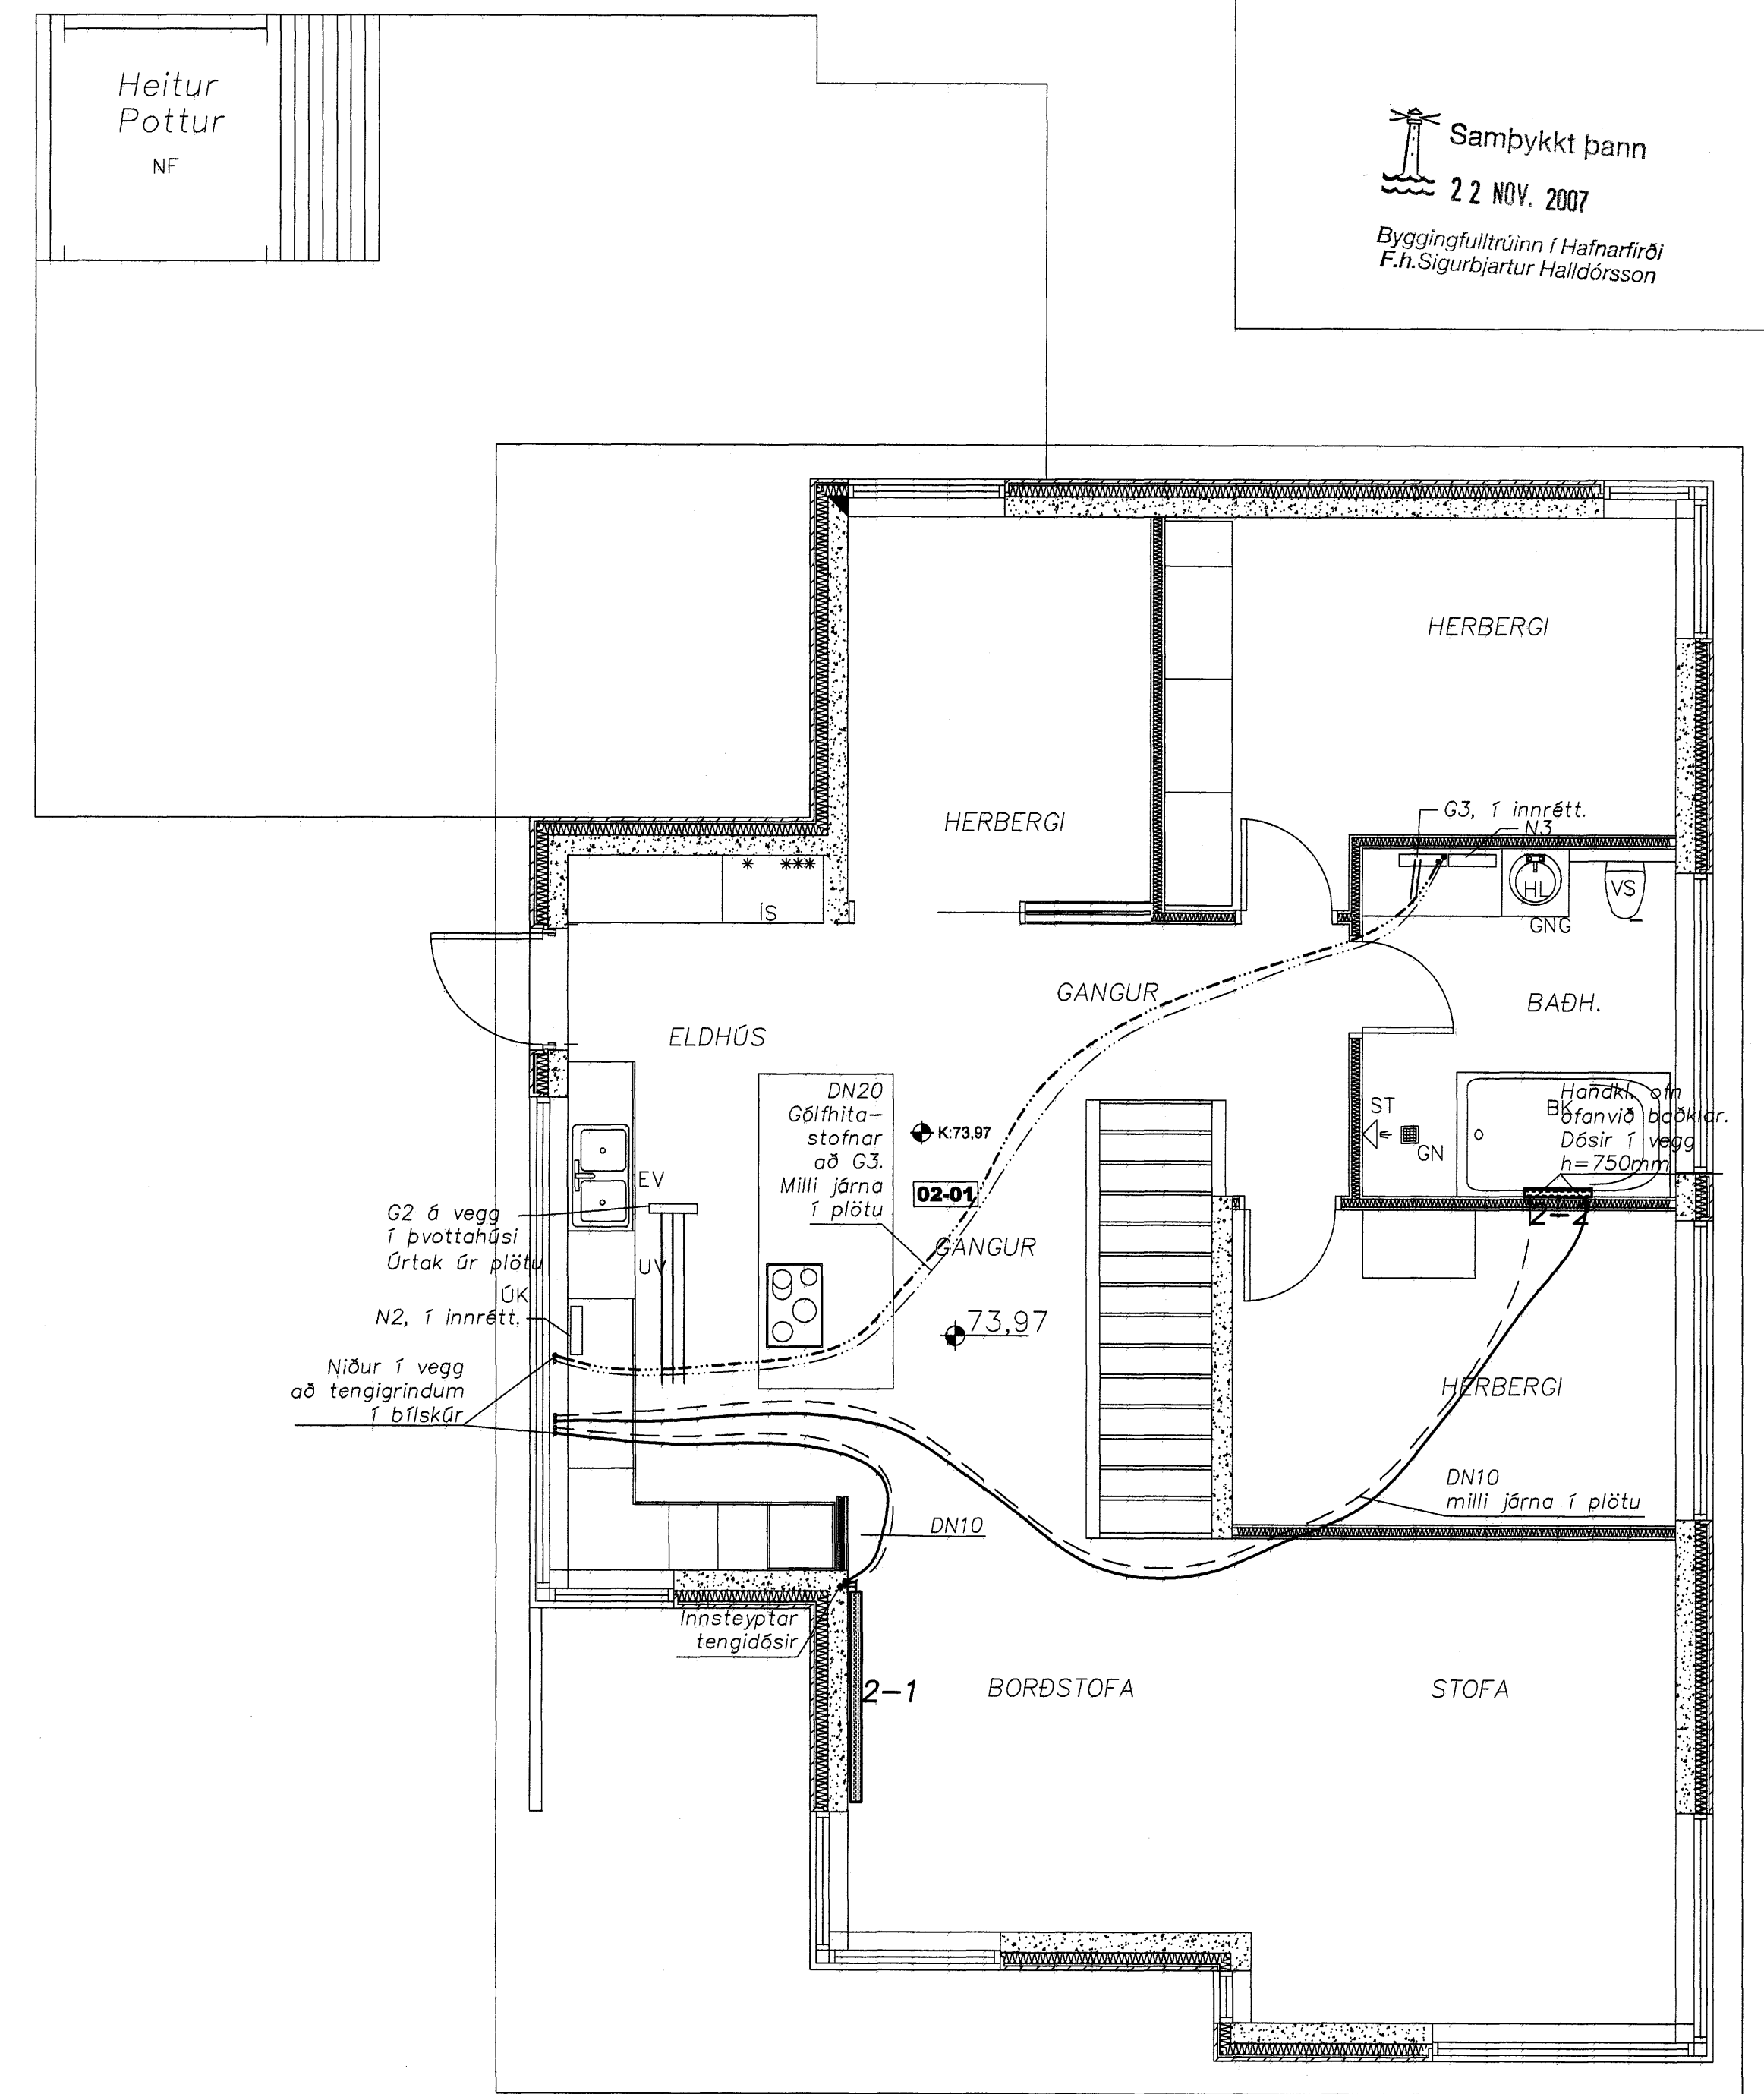 Heitur
Pottur
NF
Samþykkt þann
22 NOV. 2007
Byggingfulltrúinn í Hafnarfirði
F.h.Sigurbjartur Halldórsson
HERBERGI
HERBERGI
G3, í innrétt.
N3
HL
VS
GNG
* ***
ÍS
GANGUR
BAÐH.
ELDHÚS
DN20
Gólfhita-
stofnar
að G3.
Milli járna
í plötu
K:73,97
02-01
GANGUR
73,97
ST
GN
BK
Handkl. ofn
ofanvið baðkar.
Dósir í vegg
h=750mm
2-2
EV
G2 á vegg
í þvottahúsi
Úrtak úr plötu
UV
ÚK
N2, í innrétt.
Niður í vegg
að tengigrindum
í bílskúr
HERBERGI
DN10
milli járna í plötu
DN10
Innsteyptar
tengidósir
2-1
BORÐSTOFA
STOFA